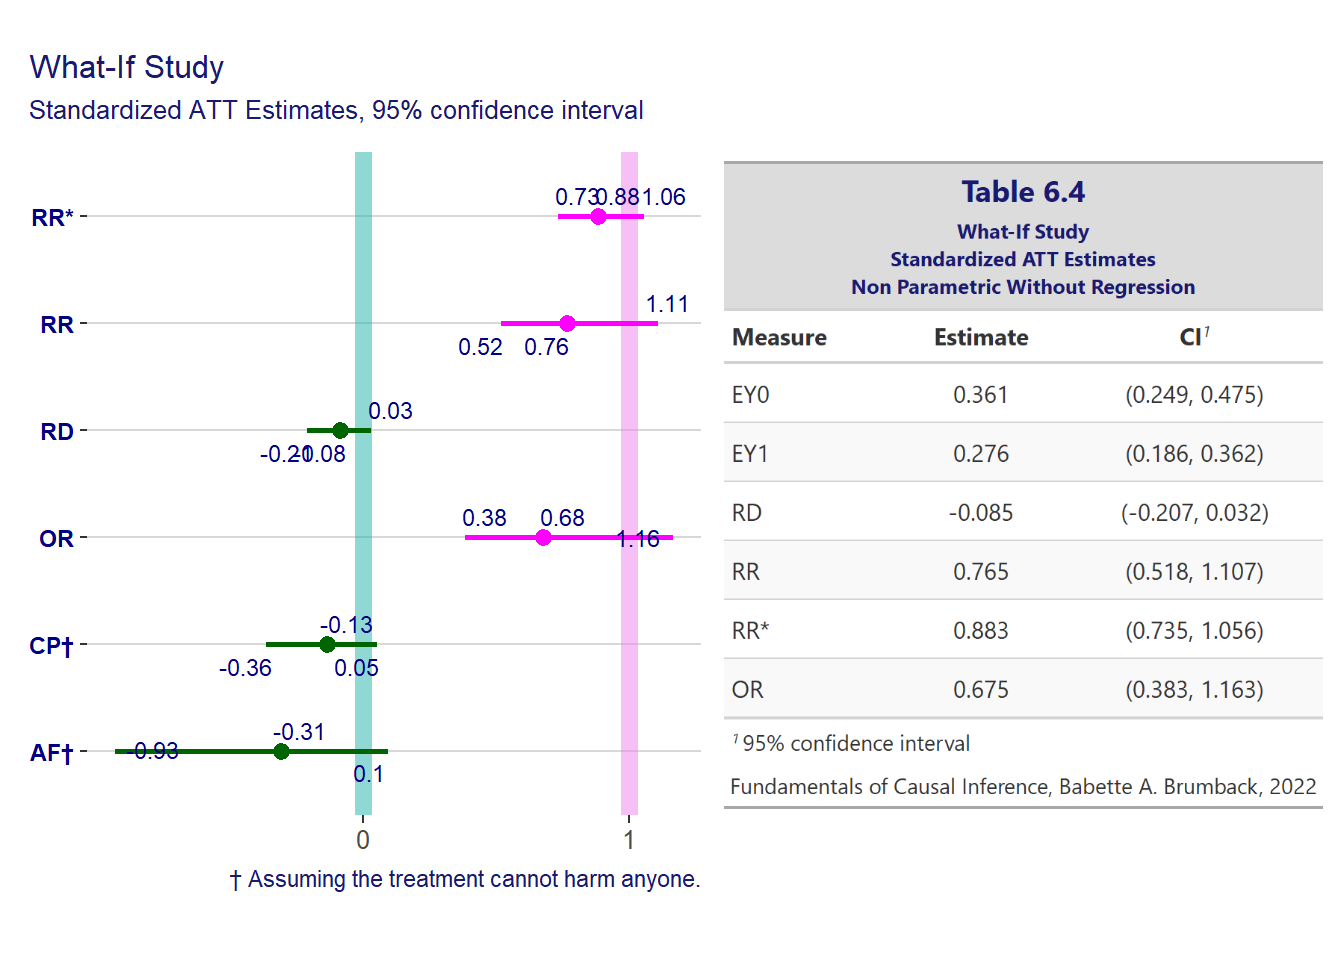 What-If Study
Standardized ATT Estimates, 95% confidence interval
RR*
0.73 0.88 1.06
RR
1.11
0.52 0.76
RD
0.03
-0.21 -0.08
OR
0.38 0.68
1.16
CP†
-0.13
-0.36 0.05
AF†
-0.31
-0.93
0.1
0 1
† Assuming the treatment cannot harm anyone.
Table 6.4
What-If Study
Standardized ATT Estimates
Non Parametric Without Regression
Measure Estimate CI¹
EY0 0.361 (0.249, 0.475)
EY1 0.276 (0.186, 0.362)
RD -0.085 (-0.207, 0.032)
RR 0.765 (0.518, 1.107)
RR* 0.883 (0.735, 1.056)
OR 0.675 (0.383, 1.163)
¹ 95% confidence interval
Fundamentals of Causal Inference, Babette A. Brumback, 2022